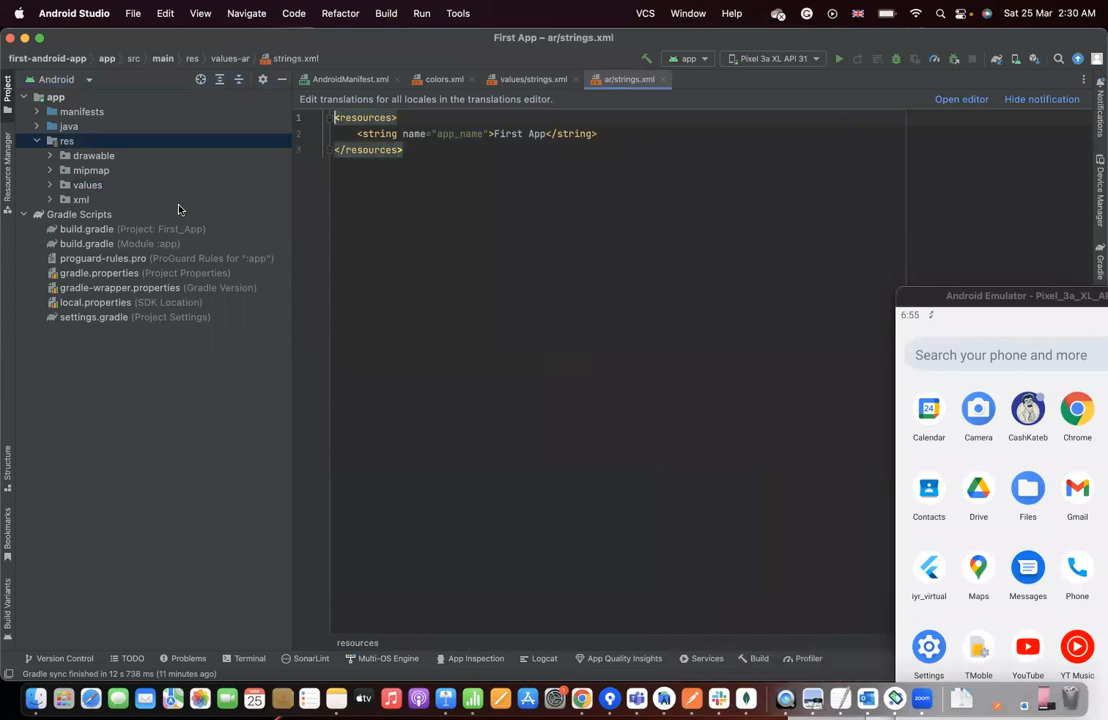 Android Studio File Edit View Navigate Code Refactor Build Run Tools VCS Window Help Sat 25 Mar 2:30 AM
First App – ar/strings.xml
first-android-app app src main res values-ar strings.xml app Pixel 3a XL API 31
Project
Android
AndroidManifest.xml colors.xml values/strings.xml ar/strings.xml
Notifications
Edit translations for all locales in the translations editor. Open editor Hide notification
app
manifests
java
res
drawable
mipmap
values
xml
Gradle Scripts
build.gradle (Project: First_App)
build.gradle (Module :app)
proguard-rules.pro (ProGuard Rules for ":app")
gradle.properties (Project Properties)
gradle-wrapper.properties (Gradle Version)
local.properties (SDK Location)
settings.gradle (Project Settings)
1 <resources>
2 <string name="app_name">First App</string>
3 </resources>
Resource Manager
Device Manager
Gradle
Structure
Bookmarks
Build Variants
Android Emulator - Pixel_3a_XL_AI
6:55
Search your phone and more
24
Calendar Camera CashKateb Chrome
Contacts Drive Files Gmail
iyr_virtual Maps Messages Phone
Settings TMoble YouTube YT Music
resources
Version Control TODO Problems Terminal SonarLint Multi-OS Engine App Inspection Logcat App Quality Insights Services Build Profiler
Gradle sync finished in 12 s 738 ms (11 minutes ago)
MAR
25
tv
zoom